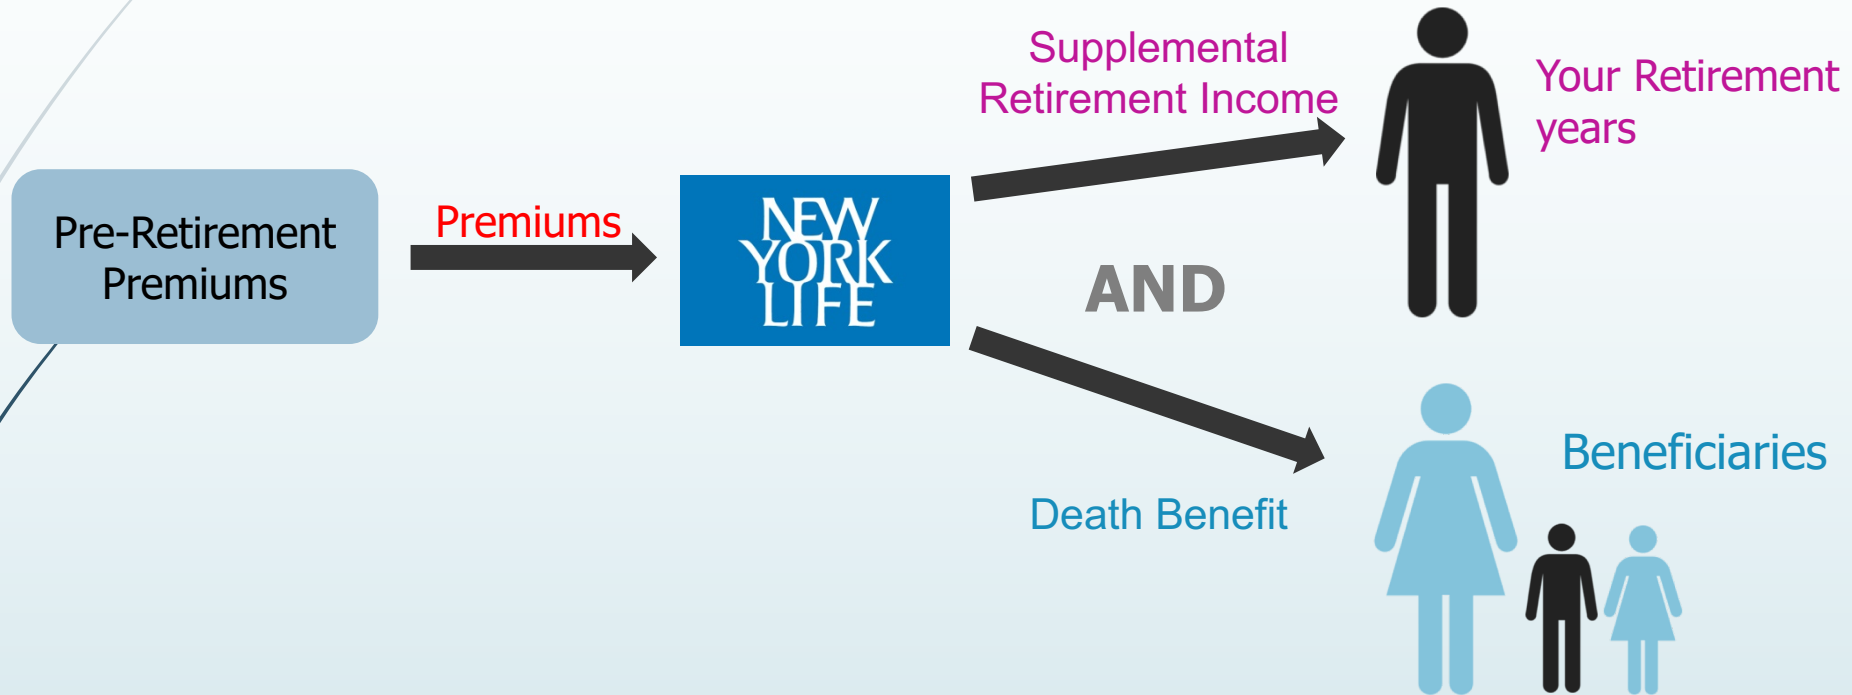 Pre-Retirement
Premiums
Premiums
NEW
YORK
LIFE
Supplemental
Retirement Income
Your Retirement
years
AND
Death Benefit
Beneficiaries